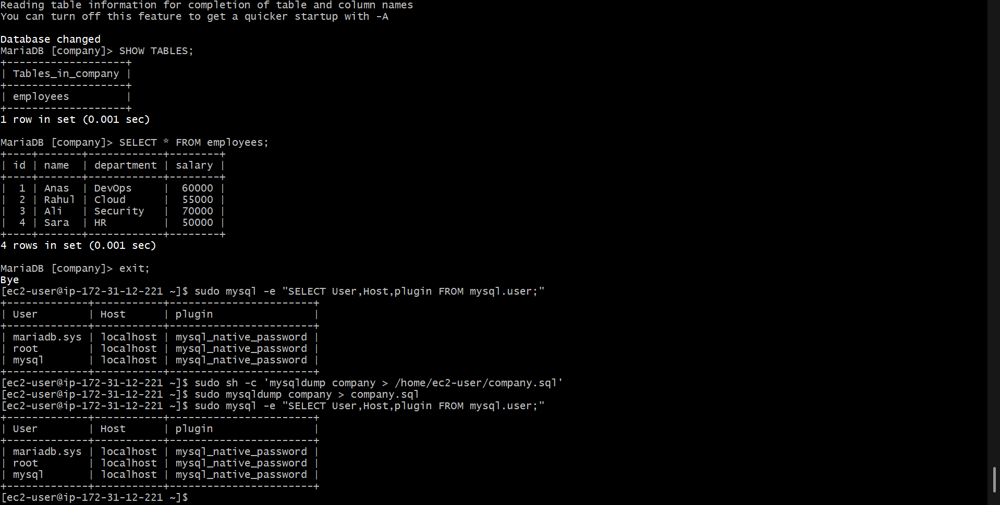 Reading table information for completion of table and column names
You can turn off this feature to get a quicker startup with -A
Database changed
MariaDB [company]> SHOW TABLES;
+-------------------+
| Tables_in_company |
+-------------------+
| employees         |
+-------------------+
1 row in set (0.001 sec)
MariaDB [company]> SELECT * FROM employees;
+----+-------+------------+--------+
| id | name  | department | salary |
+----+-------+------------+--------+
|  1 | Anas  | DevOps     |  60000 |
|  2 | Rahul | Cloud      |  55000 |
|  3 | Ali   | Security   |  70000 |
|  4 | Sara  | HR         |  50000 |
+----+-------+------------+--------+
4 rows in set (0.001 sec)
MariaDB [company]> exit;
Bye
[ec2-user@ip-172-31-12-221 ~]$ sudo mysql -e "SELECT User,Host,plugin FROM mysql.user;"
+-------------+-----------+-----------------------+
| User        | Host      | plugin                |
+-------------+-----------+-----------------------+
| mariadb.sys | localhost | mysql_native_password |
| root        | localhost | mysql_native_password |
| mysql       | localhost | mysql_native_password |
+-------------+-----------+-----------------------+
[ec2-user@ip-172-31-12-221 ~]$ sudo sh -c 'mysqldump company > /home/ec2-user/company.sql'
[ec2-user@ip-172-31-12-221 ~]$ sudo mysqldump company > company.sql
[ec2-user@ip-172-31-12-221 ~]$ sudo mysql -e "SELECT User,Host,plugin FROM mysql.user;"
+-------------+-----------+-----------------------+
| User        | Host      | plugin                |
+-------------+-----------+-----------------------+
| mariadb.sys | localhost | mysql_native_password |
| root        | localhost | mysql_native_password |
| mysql       | localhost | mysql_native_password |
+-------------+-----------+-----------------------+
[ec2-user@ip-172-31-12-221 ~]$